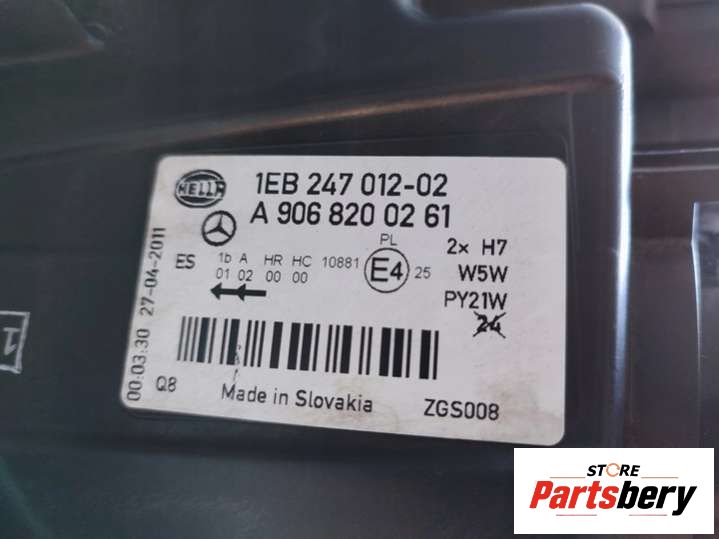 HELLA
1EB 247 012-02
A 906 820 02 61
PL
2x H7
ES 1b A HR HC 10881 E4 25 W5W
01 02 00 00
PY21W
24
00:03:30 27-04-2011
Q8 Made in Slovakia ZGS008
1
STORE
Partsbery